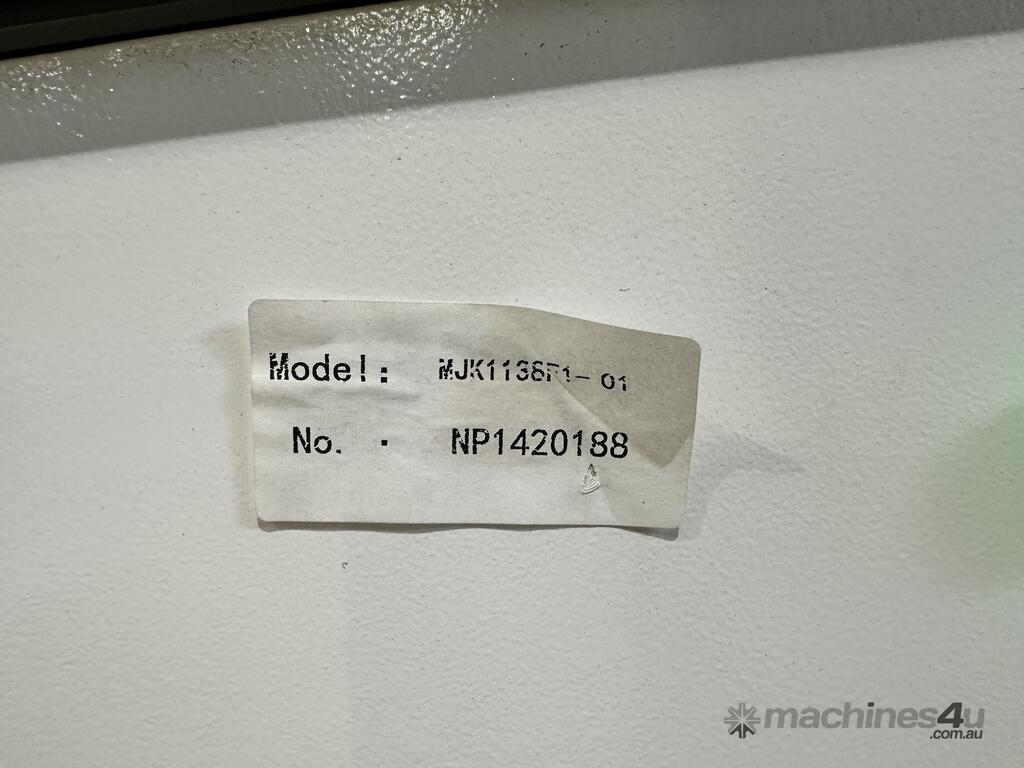 Model: MJK1138F1-01
No. . NP1420188
machines4u
.com.au